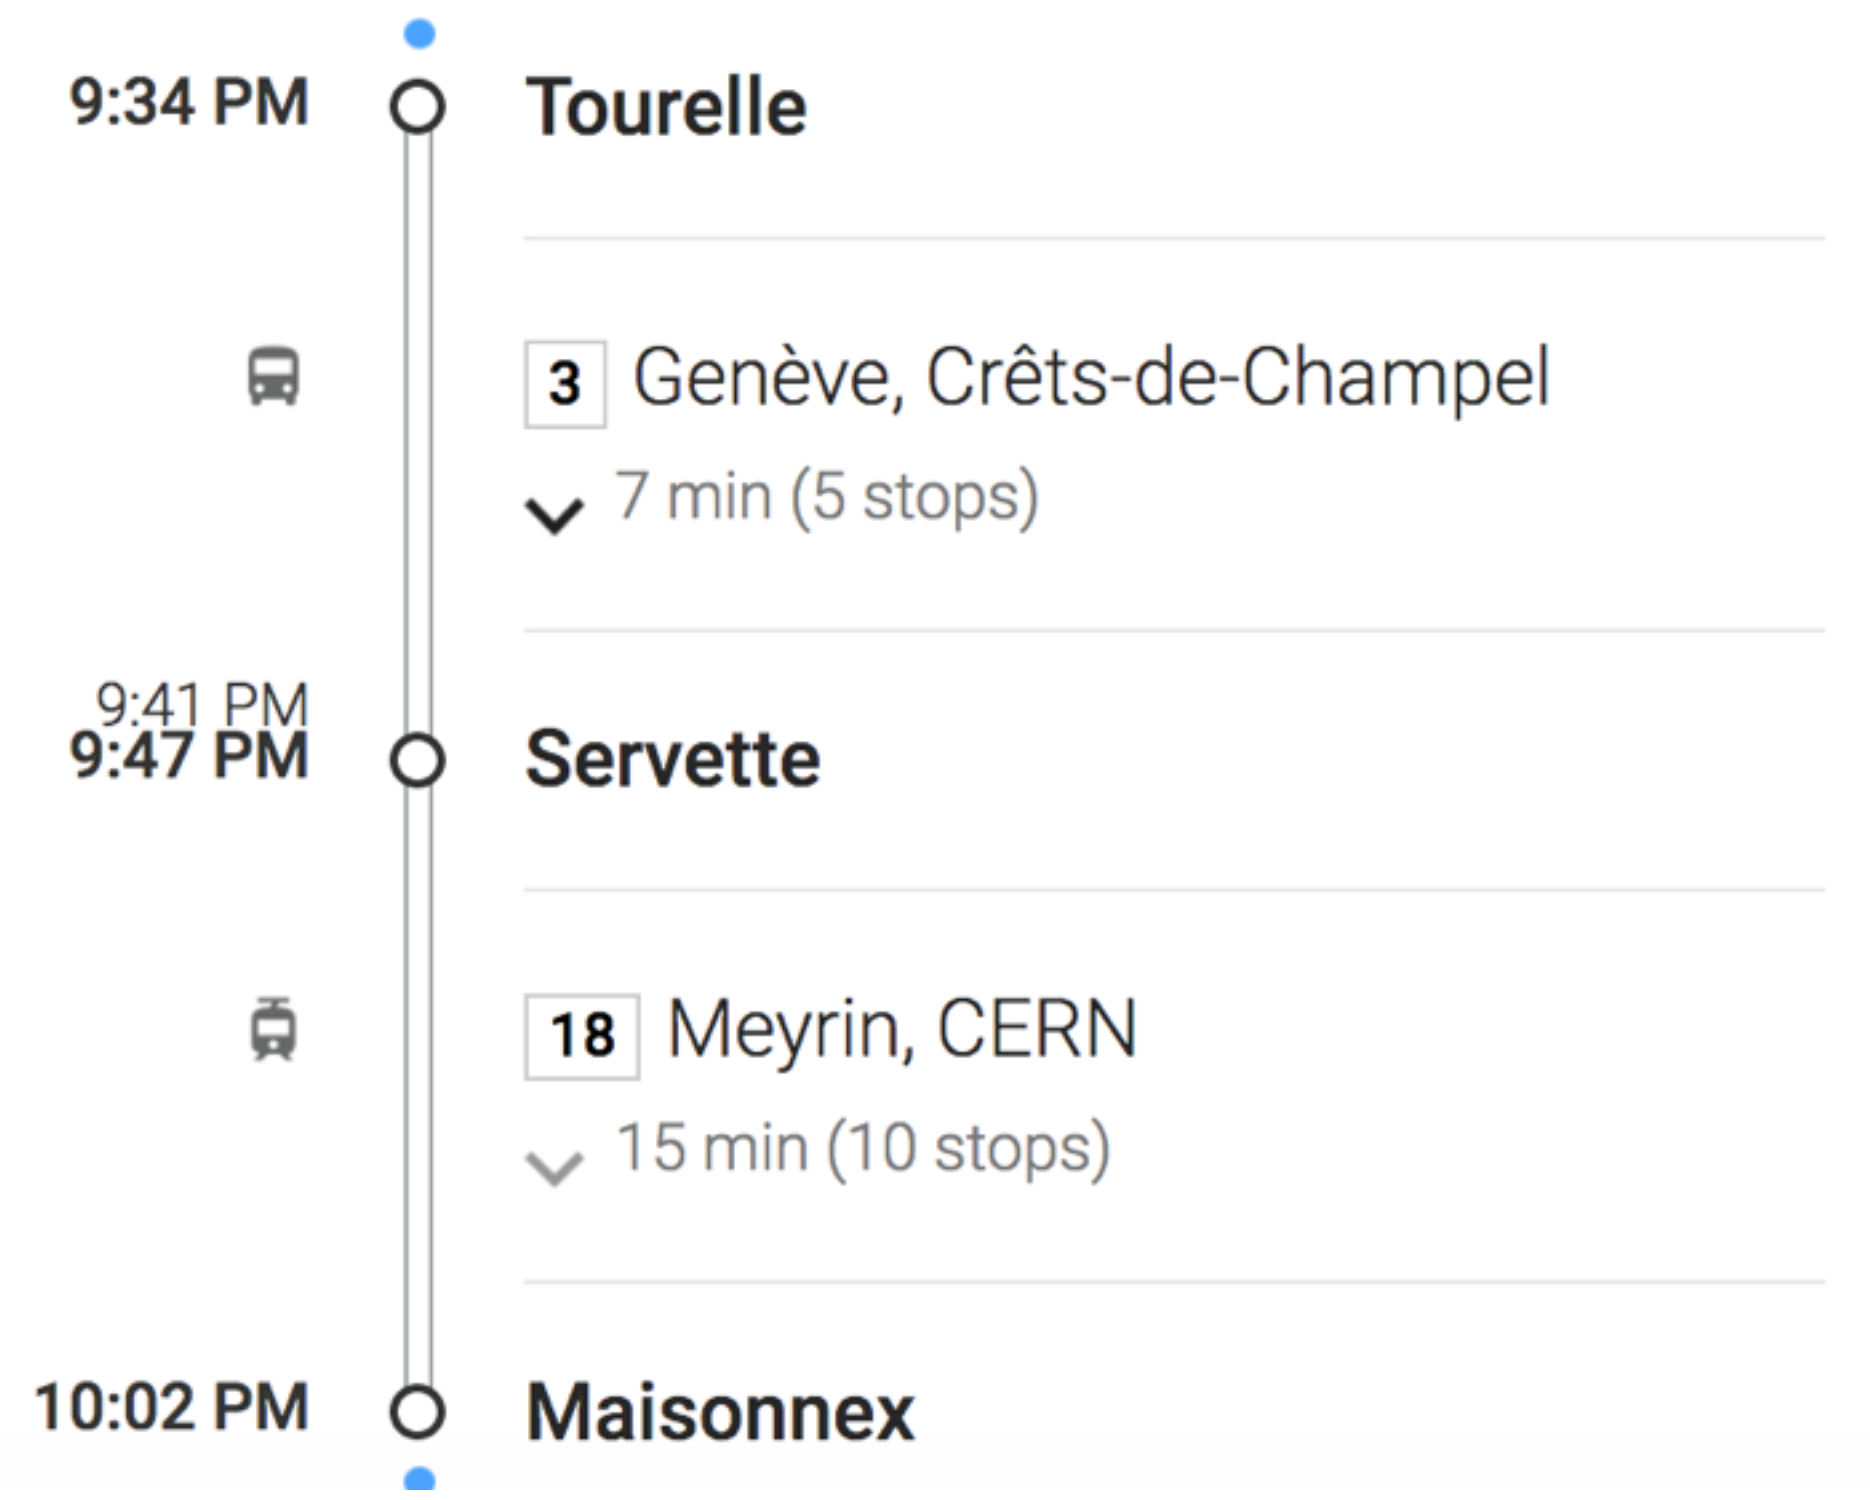 9:34 PM Tourelle
3 Genève, Crêts-de-Champel
7 min (5 stops)
9:41 PM
9:47 PM Servette
18 Meyrin, CERN
15 min (10 stops)
10:02 PM Maisonnex